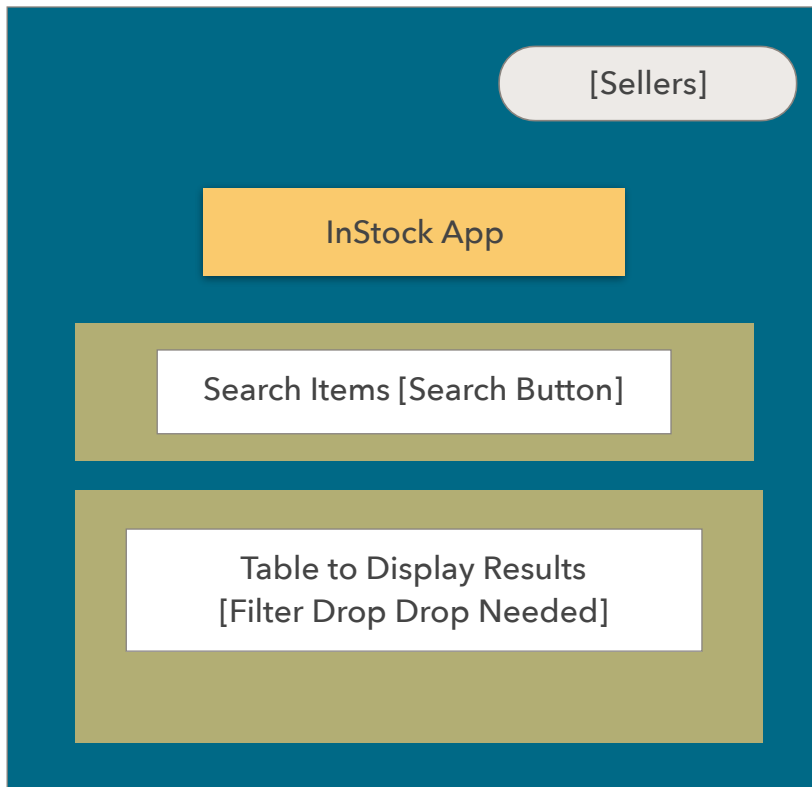 [Sellers]
InStock App
Search Items [Search Button]
Table to Display Results
[Filter Drop Drop Needed]